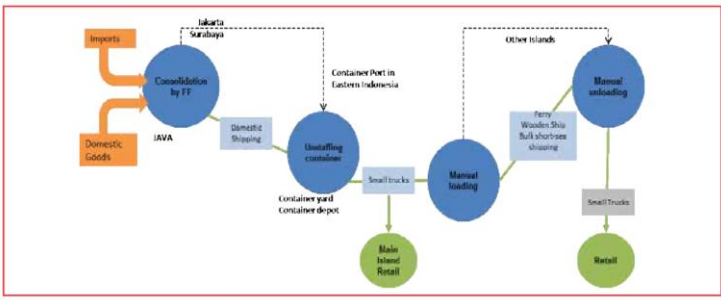 Jakarta
Surabaya
Imports
Consolidation
by FF
JAVA
Domestic
Goods
Domestic
Shipping
Container Port in
Eastern Indonesia
Unstuffing
container
Container yard
Container depot
Small trucks
Main
Island
Retail
Manual
loading
Other Islands
Ferry
Wooden Ship
Bulk short-sea
shipping
Manual
unloading
Small Trucks
Retail